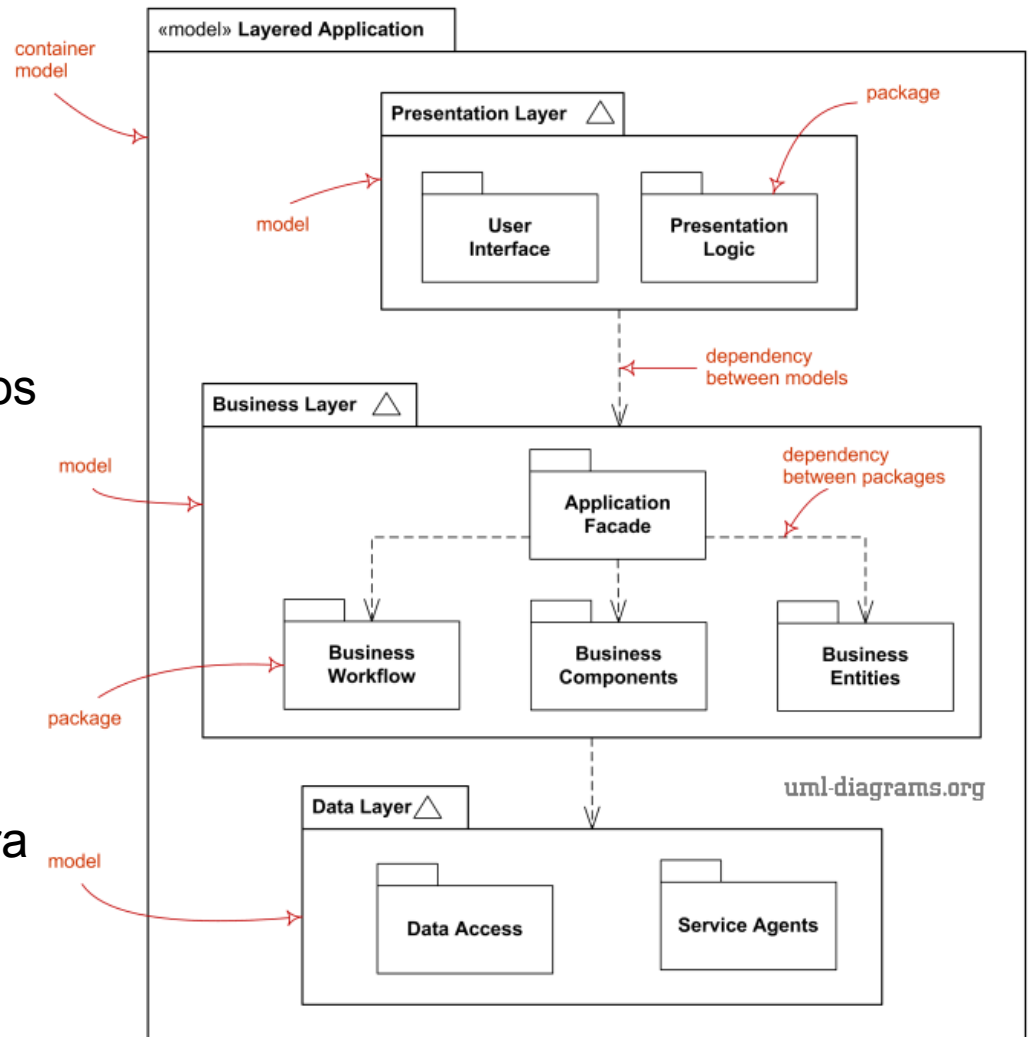 «model» Layered Application
container
model
Presentation Layer
package
model
User
Interface
Presentation
Logic
dependency
between models
os
Business Layer
model
dependency
between packages
Application
Facade
Business
Workflow
Business
Components
Business
Entities
package
uml-diagrams.org
Data Layer
ra
model
Data Access
Service Agents